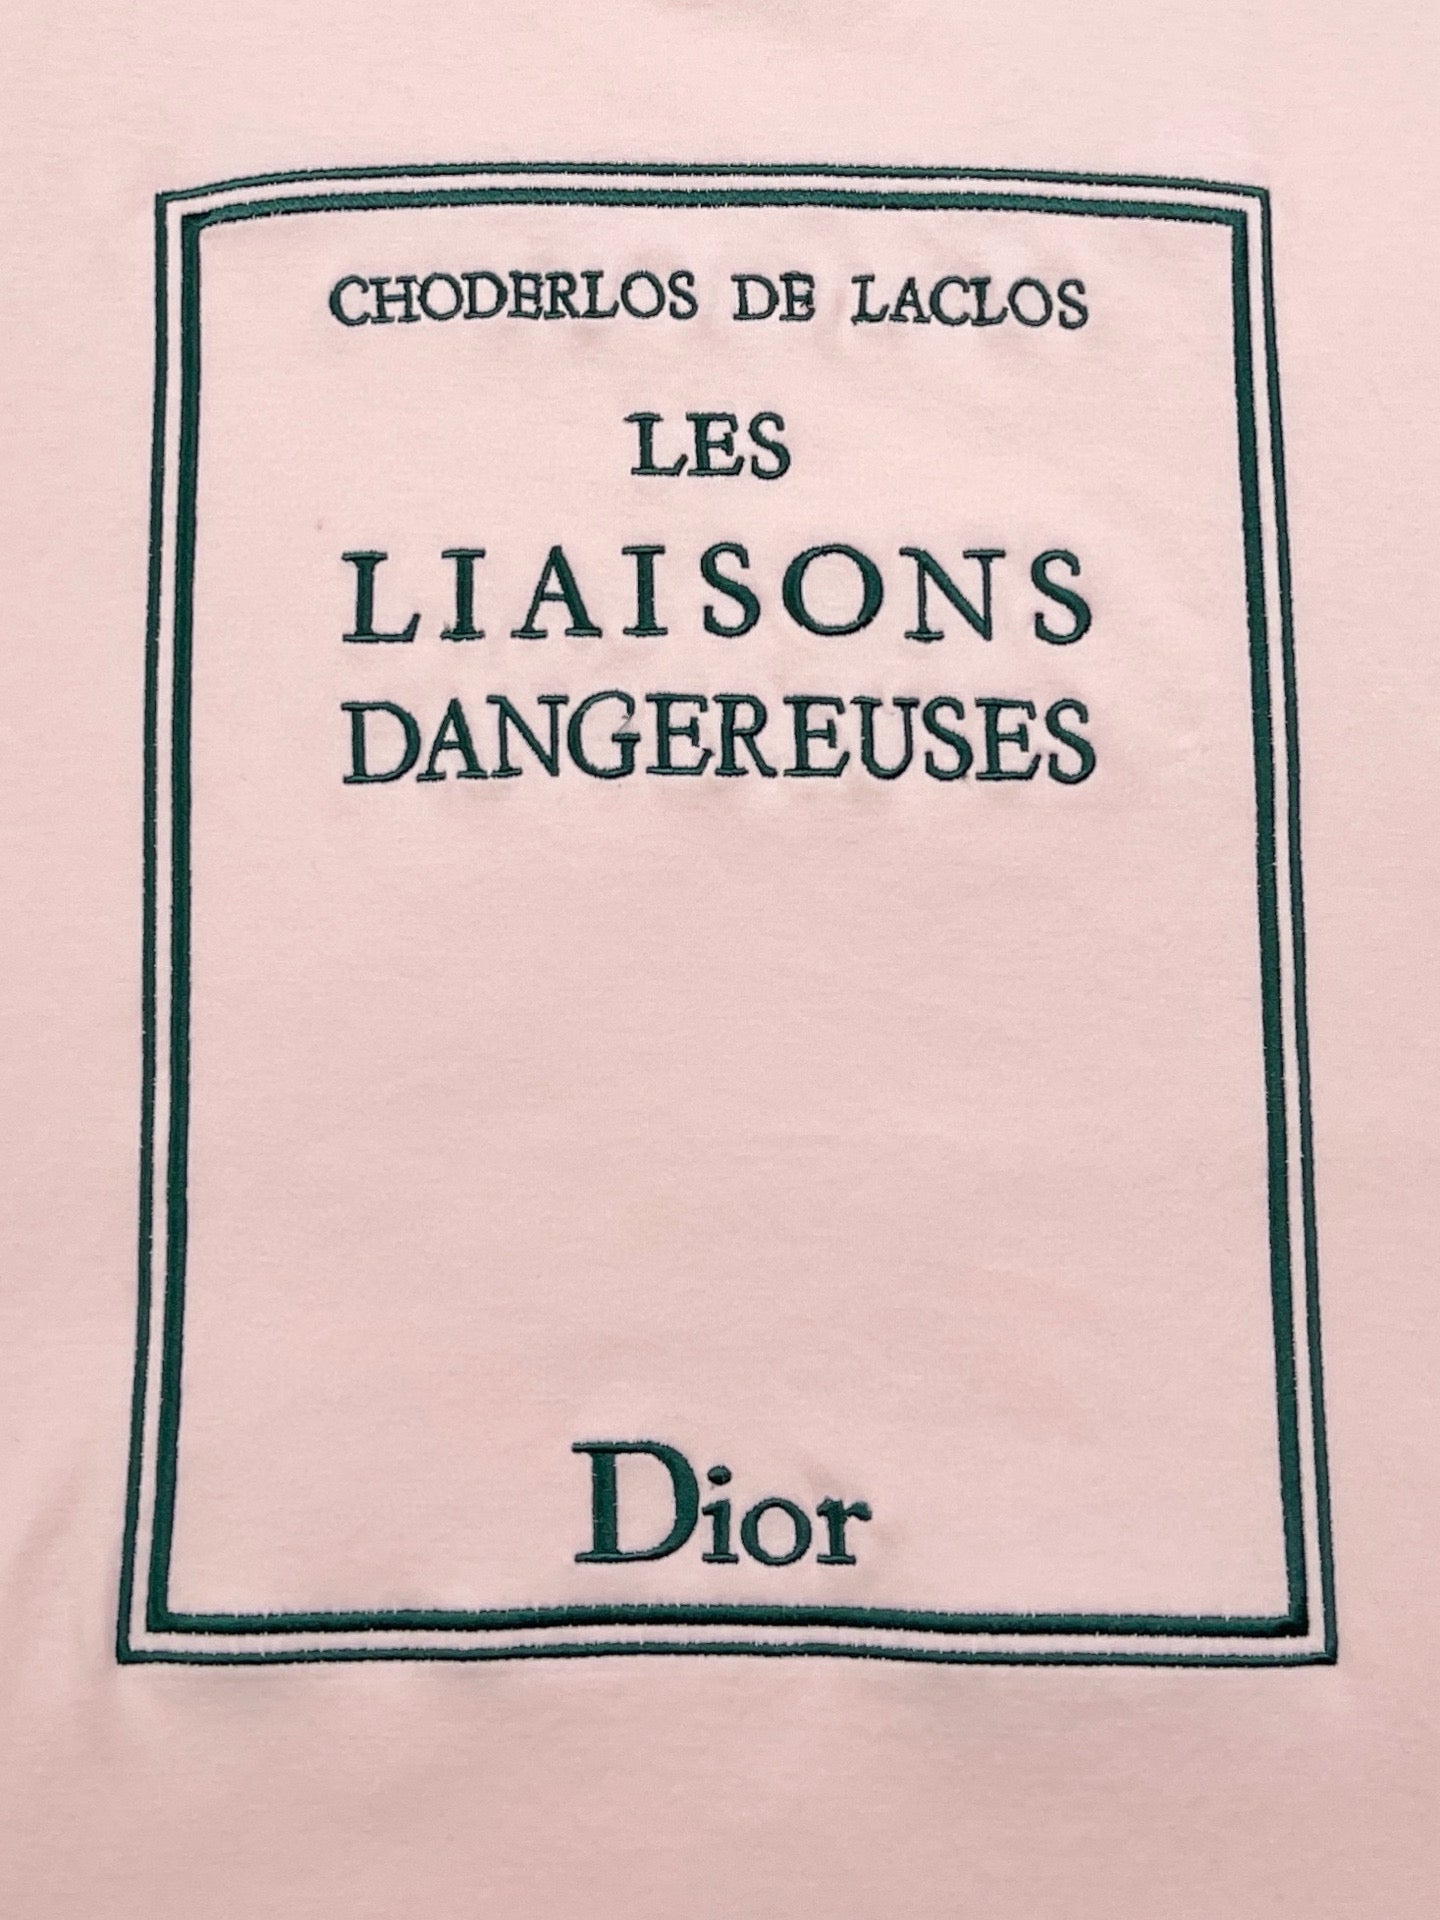 CHODERLOS DE LACLOS
LES
LIAISONS
DANGEREUSES
Dior